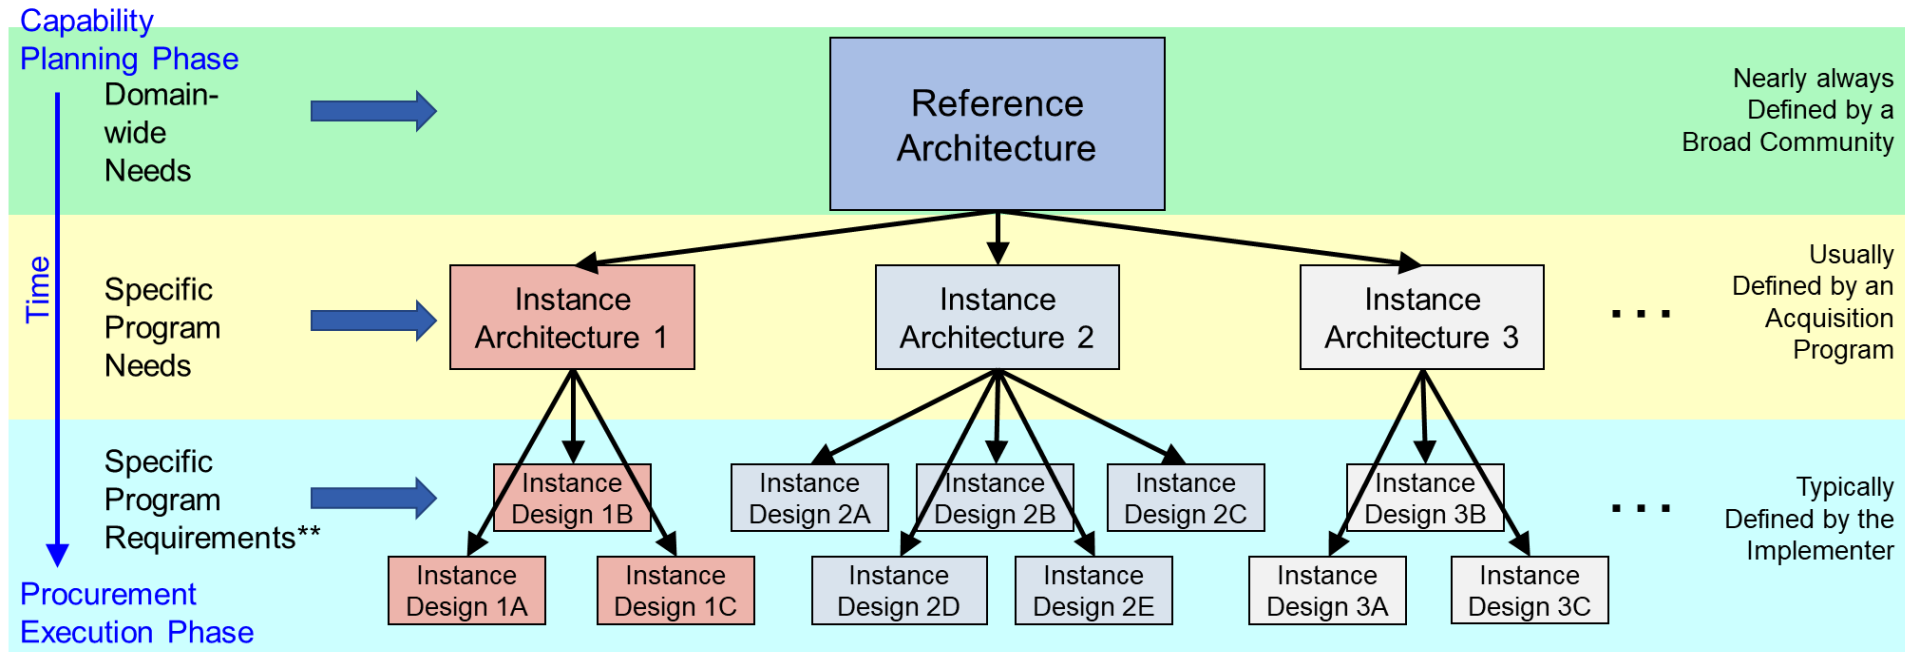 Capability
Planning Phase
Domain-
wide
Needs
Reference
Architecture
Nearly always
Defined by a
Broad Community
Time
Specific
Program
Needs
Instance
Architecture 1
Instance
Architecture 2
Instance
Architecture 3
...
Usually
Defined by an
Acquisition
Program
Specific
Program
Requirements**
Instance
Design 1B
Instance
Design 2A
Instance
Design 2B
Instance
Design 2C
Instance
Design 3B
...
Typically
Defined by the
Implementer
Instance
Design 1A
Instance
Design 1C
Instance
Design 2D
Instance
Design 2E
Instance
Design 3A
Instance
Design 3C
Procurement
Execution Phase